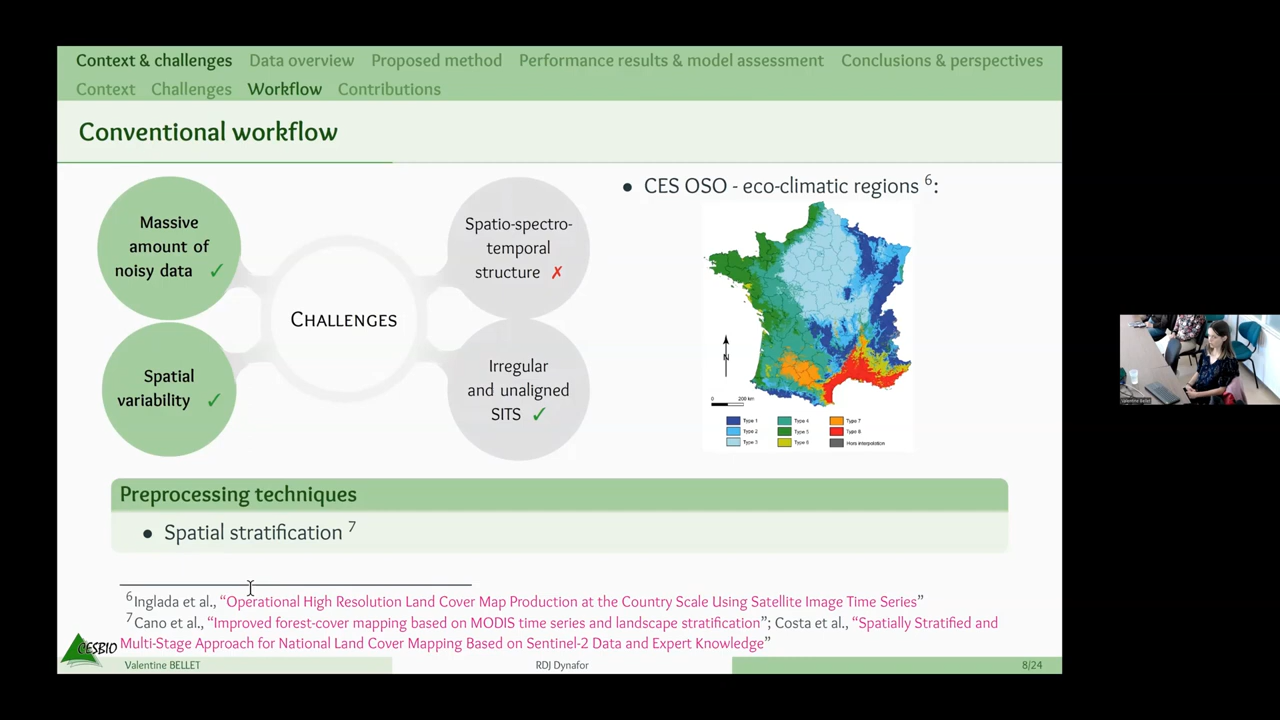 Context & challenges Data overview Proposed method Performance results & model assessment Conclusions & perspectives
Context Challenges Workflow Contributions
Conventional workflow
Massive
amount of
noisy data ✓
Spatial
variability ✓
CHALLENGES
Spatio-spectro-
temporal
structure ✗
Irregular
and unaligned
SITS ✓
• CES OSO - eco-climatic regions 6:
N
0 200 km
Type 1 Type 4 Type 7
Type 2 Type 5 Type 8
Type 3 Type 6 Hors interpolation
Preprocessing techniques
• Spatial stratification 7
6Inglada et al., “Operational High Resolution Land Cover Map Production at the Country Scale Using Satellite Image Time Series”
7Cano et al., “Improved forest-cover mapping based on MODIS time series and landscape stratification”; Costa et al., “Spatially Stratified and
Multi-Stage Approach for National Land Cover Mapping Based on Sentinel-2 Data and Expert Knowledge”
CESBIO
Valentine BELLET RDJ Dynafor 8/24
Valentine Bellet